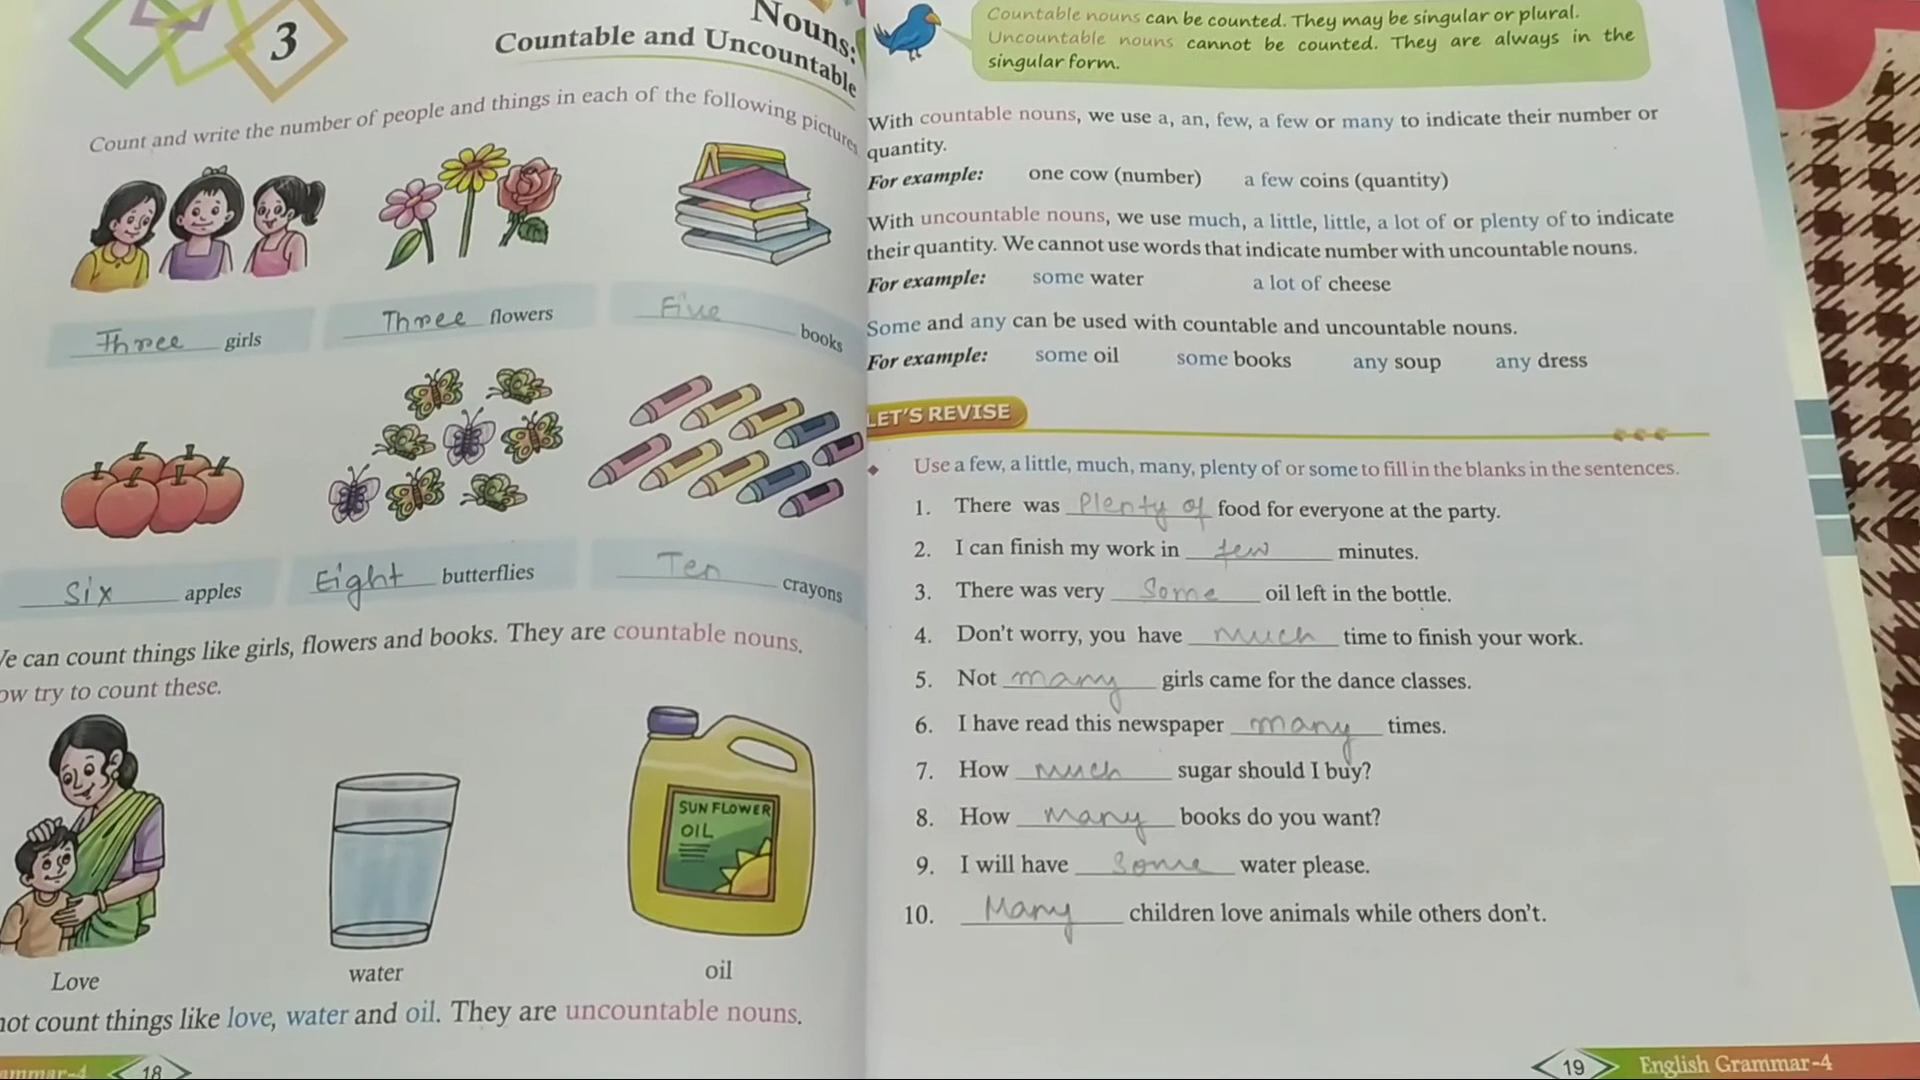 3
Nouns:
Countable and Uncountable
Count and write the number of people and things in each of the following pictures.
Three girls
Three flowers
Five books
Six apples
Eight butterflies
Ten crayons
can count things like girls, flowers and books. They are countable nouns.
try to count these.
SUN FLOWER
OIL
Love
water
oil
count things like love, water and oil. They are uncountable nouns.
18
Countable nouns can be counted. They may be singular or plural.
Uncountable nouns cannot be counted. They are always in the
singular form.
With countable nouns, we use a, an, few, a few or many to indicate their number or
quantity.
For example: one cow (number) a few coins (quantity)
With uncountable nouns, we use much, a little, little, a lot of or plenty of to indicate
their quantity. We cannot use words that indicate number with uncountable nouns.
For example: some water a lot of cheese
Some and any can be used with countable and uncountable nouns.
For example: some oil some books any soup any dress
LET'S REVISE
Use a few, a little, much, many, plenty of or some to fill in the blanks in the sentences.
1. There was Plenty of food for everyone at the party.
2. I can finish my work in few minutes.
3. There was very Some oil left in the bottle.
4. Don't worry, you have much time to finish your work.
5. Not many girls came for the dance classes.
6. I have read this newspaper many times.
7. How much sugar should I buy?
8. How many books do you want?
9. I will have Some water please.
10. Many children love animals while others don't.
19 English Grammar-4